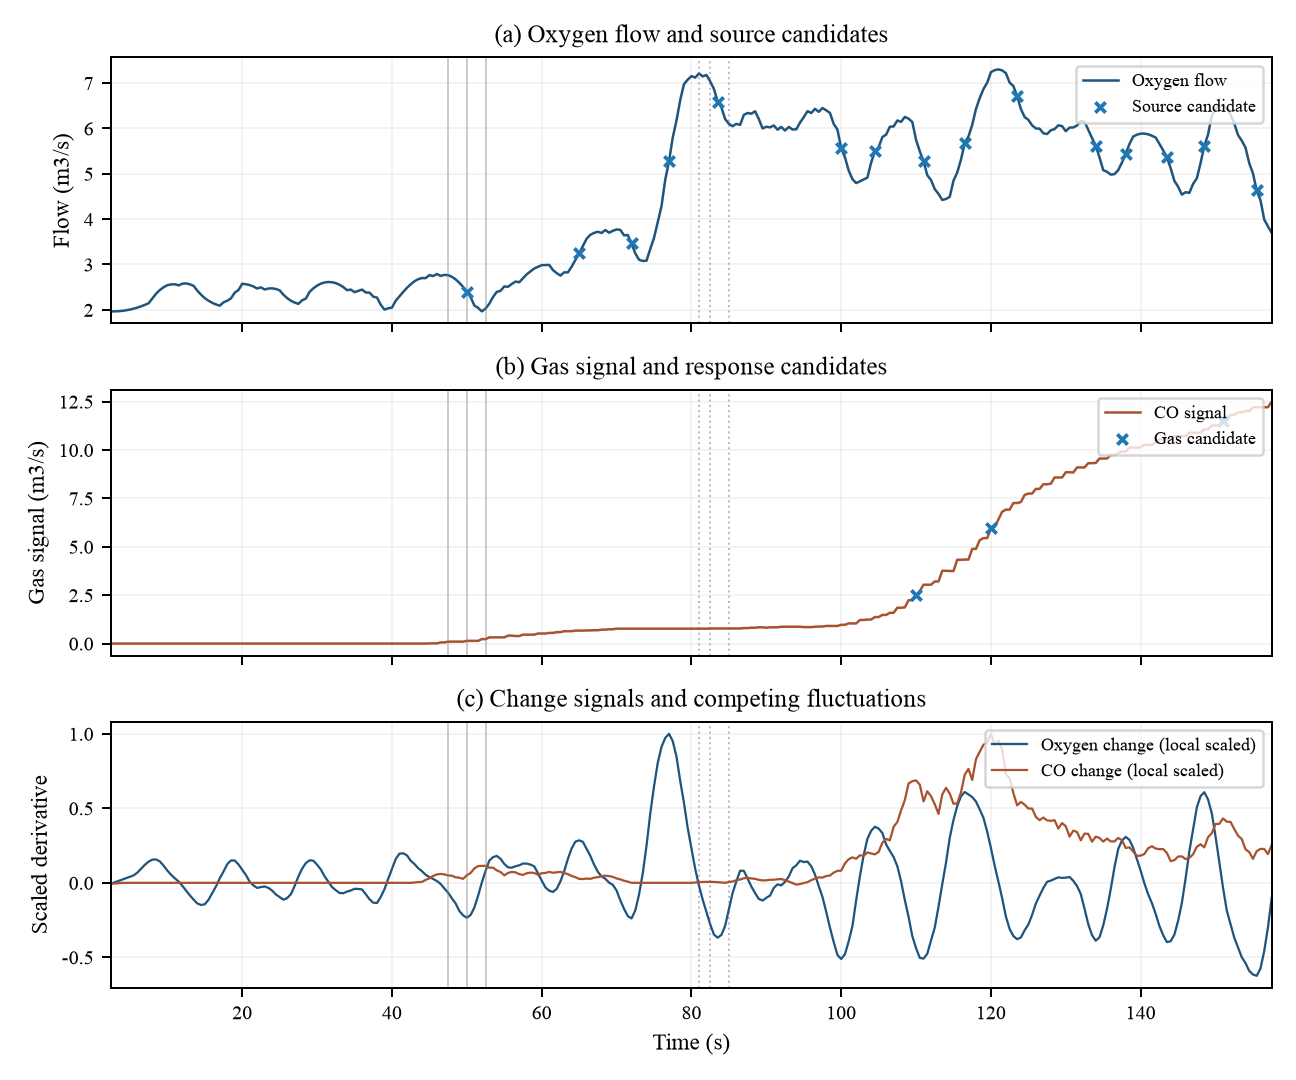 (a) Oxygen flow and source candidates
7
6
5
4
3
2
Flow (m3/s)
Oxygen flow
Source candidate
(b) Gas signal and response candidates
12.5
10.0
7.5
5.0
2.5
0.0
Gas signal (m3/s)
CO signal
Gas candidate
(c) Change signals and competing fluctuations
1.0
0.5
0.0
-0.5
Scaled derivative
Oxygen change (local scaled)
CO change (local scaled)
20 40 60 80 100 120 140
Time (s)